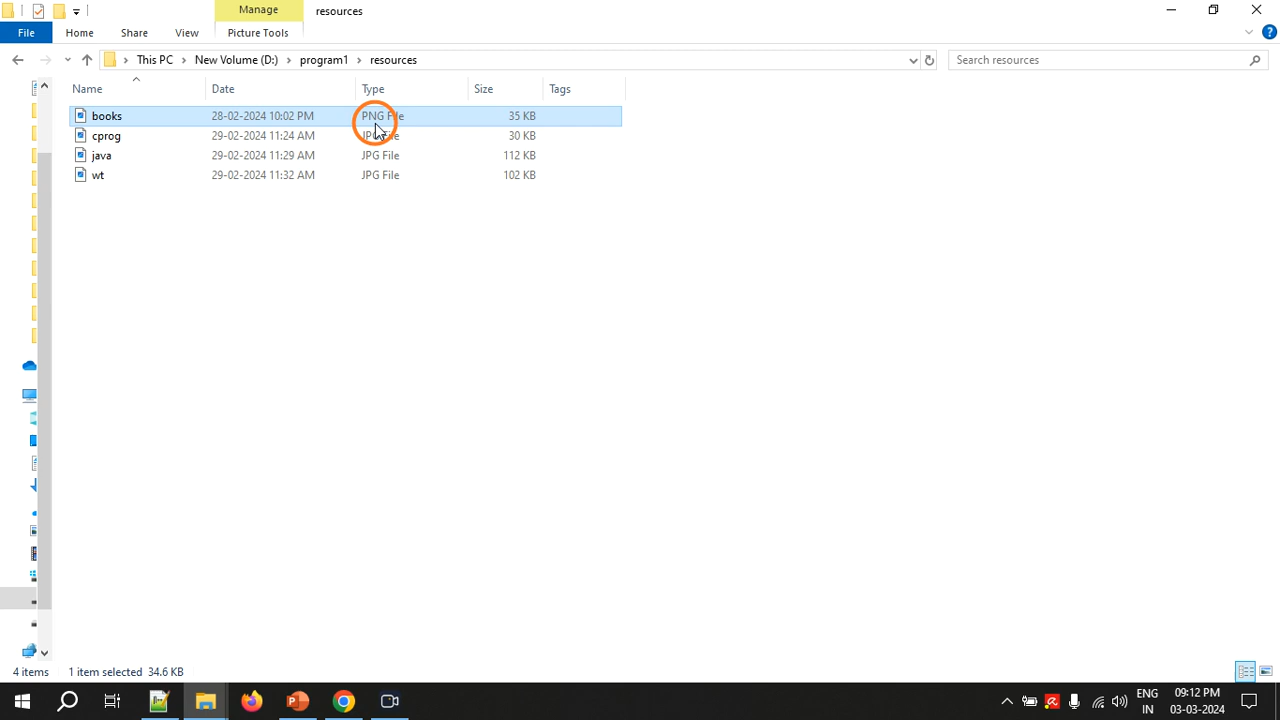 Manage
resources
File
Home
Share
View
Picture Tools
This PC
New Volume (D:)
program1
resources
Search resources
Name
Date
Type
Size
Tags
books
28-02-2024 10:02 PM
PNG File
35 KB
cprog
29-02-2024 11:24 AM
JPG File
30 KB
java
29-02-2024 11:29 AM
JPG File
112 KB
wt
29-02-2024 11:32 AM
JPG File
102 KB
4 items
1 item selected 34.6 KB
ENG
IN
09:12 PM
03-03-2024